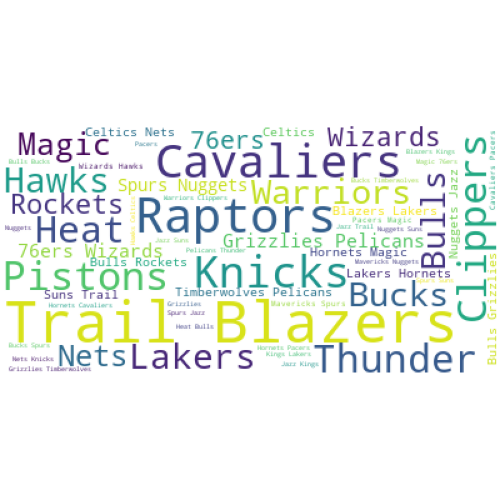 Celtics Nets
76ers
Celtics
Wizards
Blazers Kings
Magic
Pacers
Cavaliers
Bulls Bucks
Wizards Hawks
Bulls Rockets
Magic 76ers
Hawks
Spurs Nuggets
Warriors
Bucks Timberwolves
Bulls
Clippers
Cavaliers Pacers
Nuggets Jazz
Rockets
Warriors Clippers
Raptors
Blazers Lakers
Pacers Magic
Jazz Trail
Nuggets Suns
Nuggets
Heat
Jazz Suns
Grizzlies Pelicans
76ers Wizards
Pelicans Thunder
Hornets Magic
Mavericks Nuggets
Pistons
Knicks
Lakers Hornets
Suns Trail
Timberwolves Pelicans
Bucks
Hornets Cavaliers
Grizzlies
Mavericks Spurs
Trail Blazers
Spurs Jazz
Heat Bulls
Bulls Grizzlies
Bucks Spurs
Nets
Lakers
Hornets Pacers
Kings Lakers
Thunder
Nets Knicks
Grizzlies Timberwolves
Jazz Kings